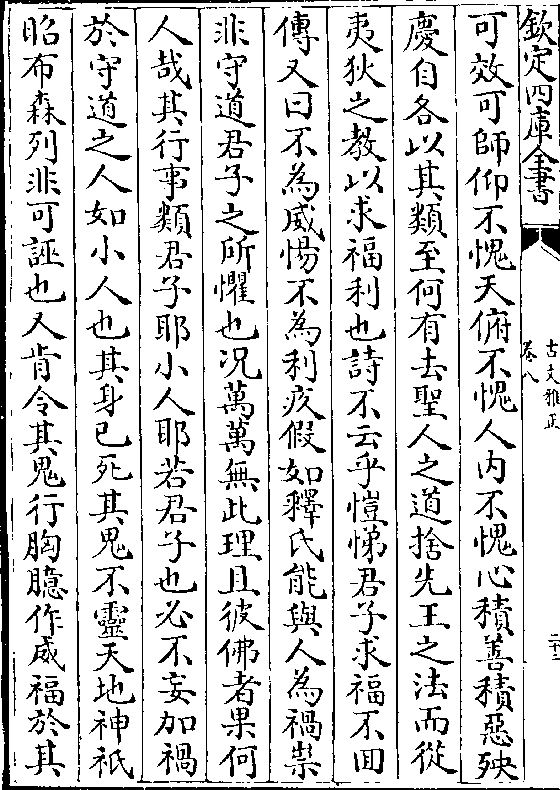 欽定四庫全書
古文雅正
卷八
可效可師仰不愧天俯不愧人内不愧心積善積惡殃
慶自各以其類至何有去聖人之道捨先王之法而從
夷狄之教以求福利也詩不云乎愷悌君子求福不回
傳又曰不為威惕不為利疚假如釋氏能與人為禍祟
非守道君子之所懼也况萬萬無此理且彼佛者果何
人哉其行事類君子耶小人耶若君子也必不妄加禍
於守道之人如小人也其身已死其鬼不靈天地神祇
昭布森列非可誣也又肯令其鬼行胸臆作威福於其